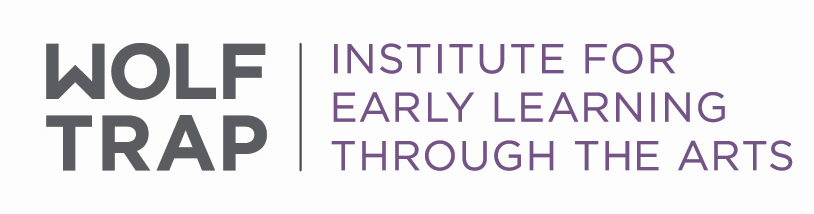 WOLF
TRAP
INSTITUTE FOR
EARLY LEARNING
THROUGH THE ARTS